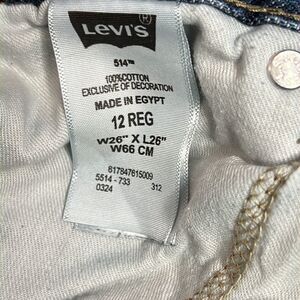 LEVI'S
®
514™
100%COTTON
EXCLUSIVE OF DECORATION
MADE IN EGYPT
12 REG
W26" X L26"
W66 CM
617847615009
5514 - 733 312
0324